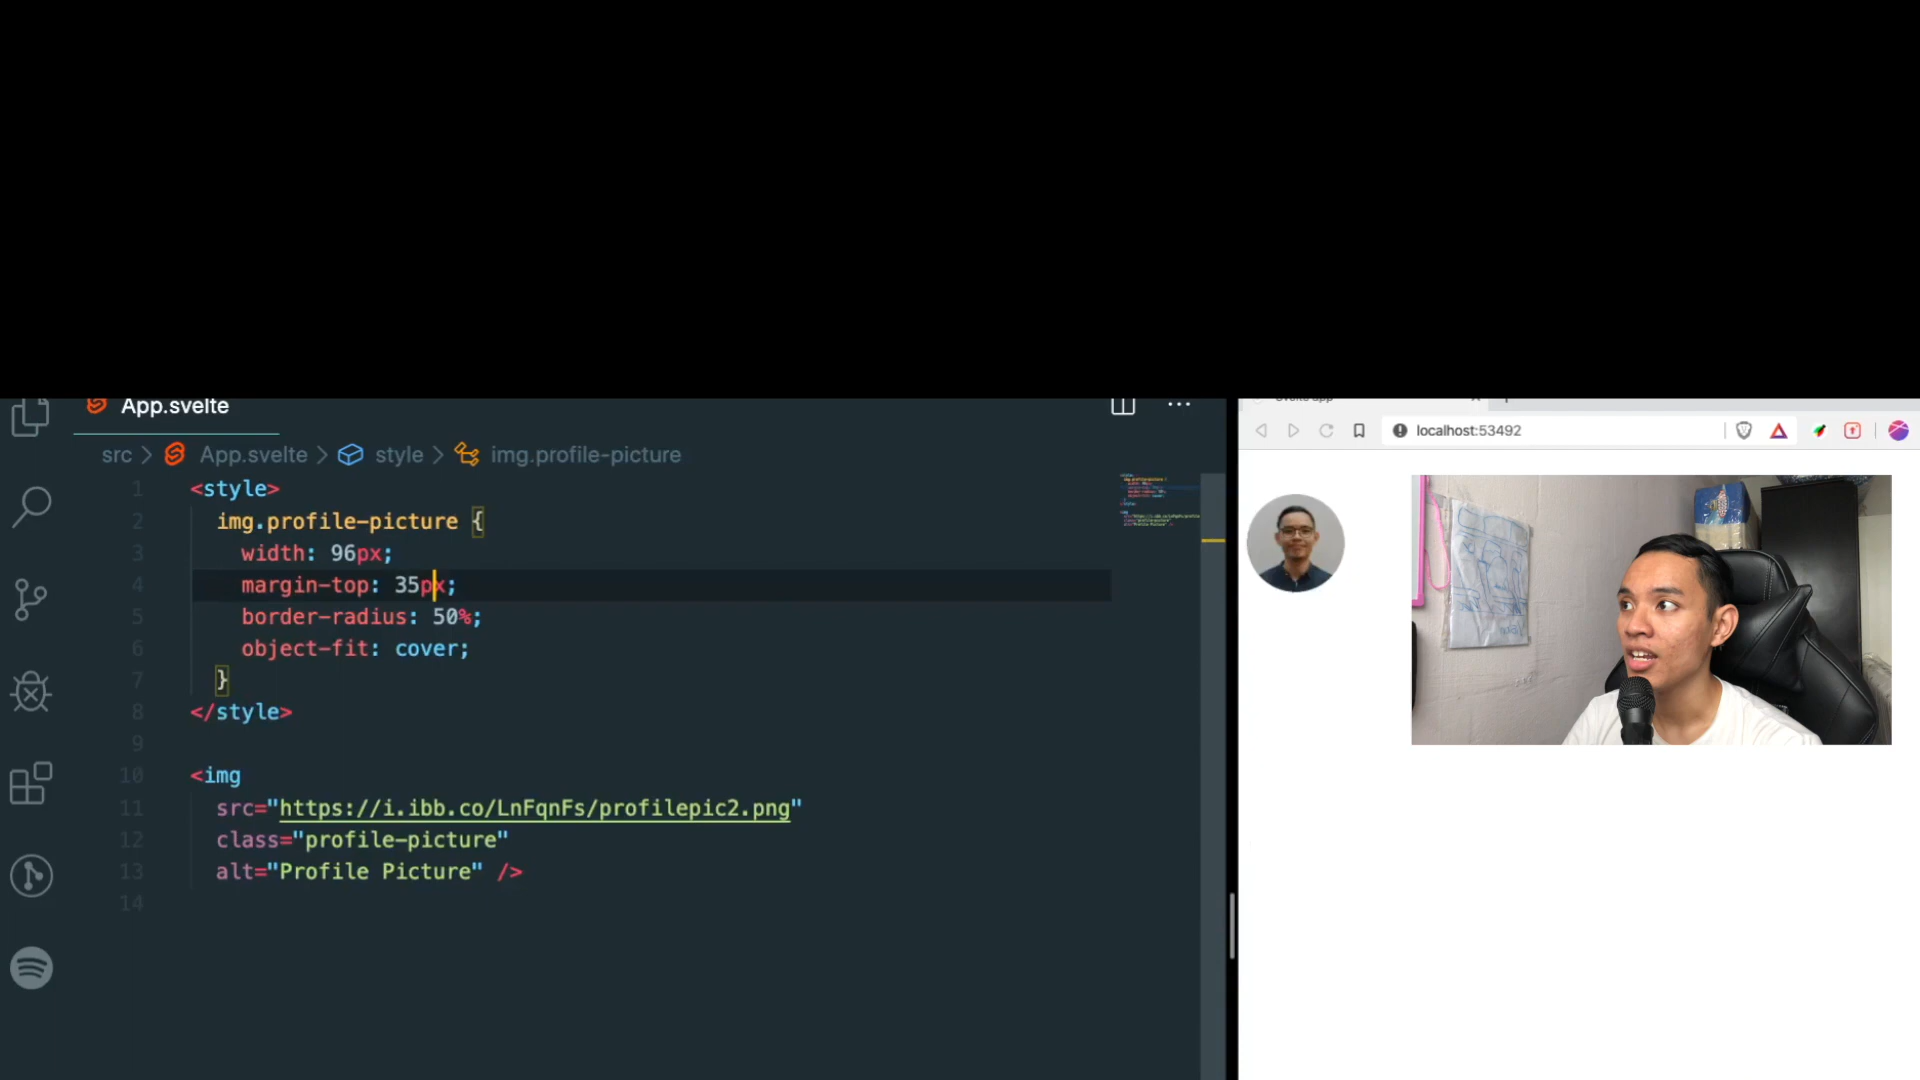 App.svelte
localhost:53492
src > App.svelte > style > img.profile-picture
1 <style>
2 img.profile-picture {
3 width: 96px;
4 margin-top: 35px;
5 border-radius: 50%;
6 object-fit: cover;
7 }
8 </style>
9
10 <img
11 src="https://i.ibb.co/LnFqnFs/profilepic2.png"
12 class="profile-picture"
13 alt="Profile Picture" />
14